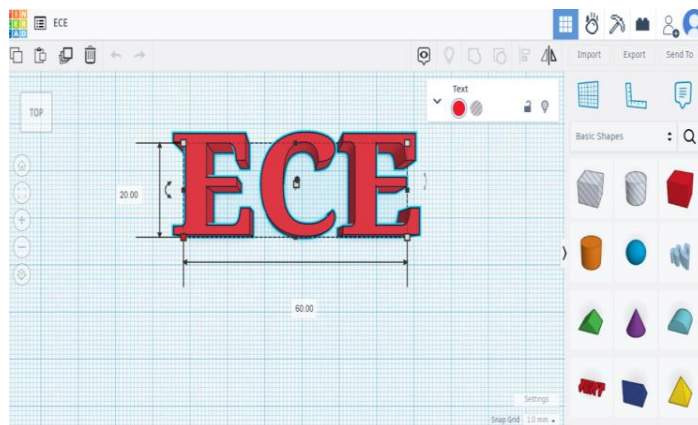 TIN
KER
CAD
ECE
Import
Export
Send To
TOP
Text
Basic Shapes
20.00
ECE
60.00
TEXT
Settings
Snap Grid 1.0 mm